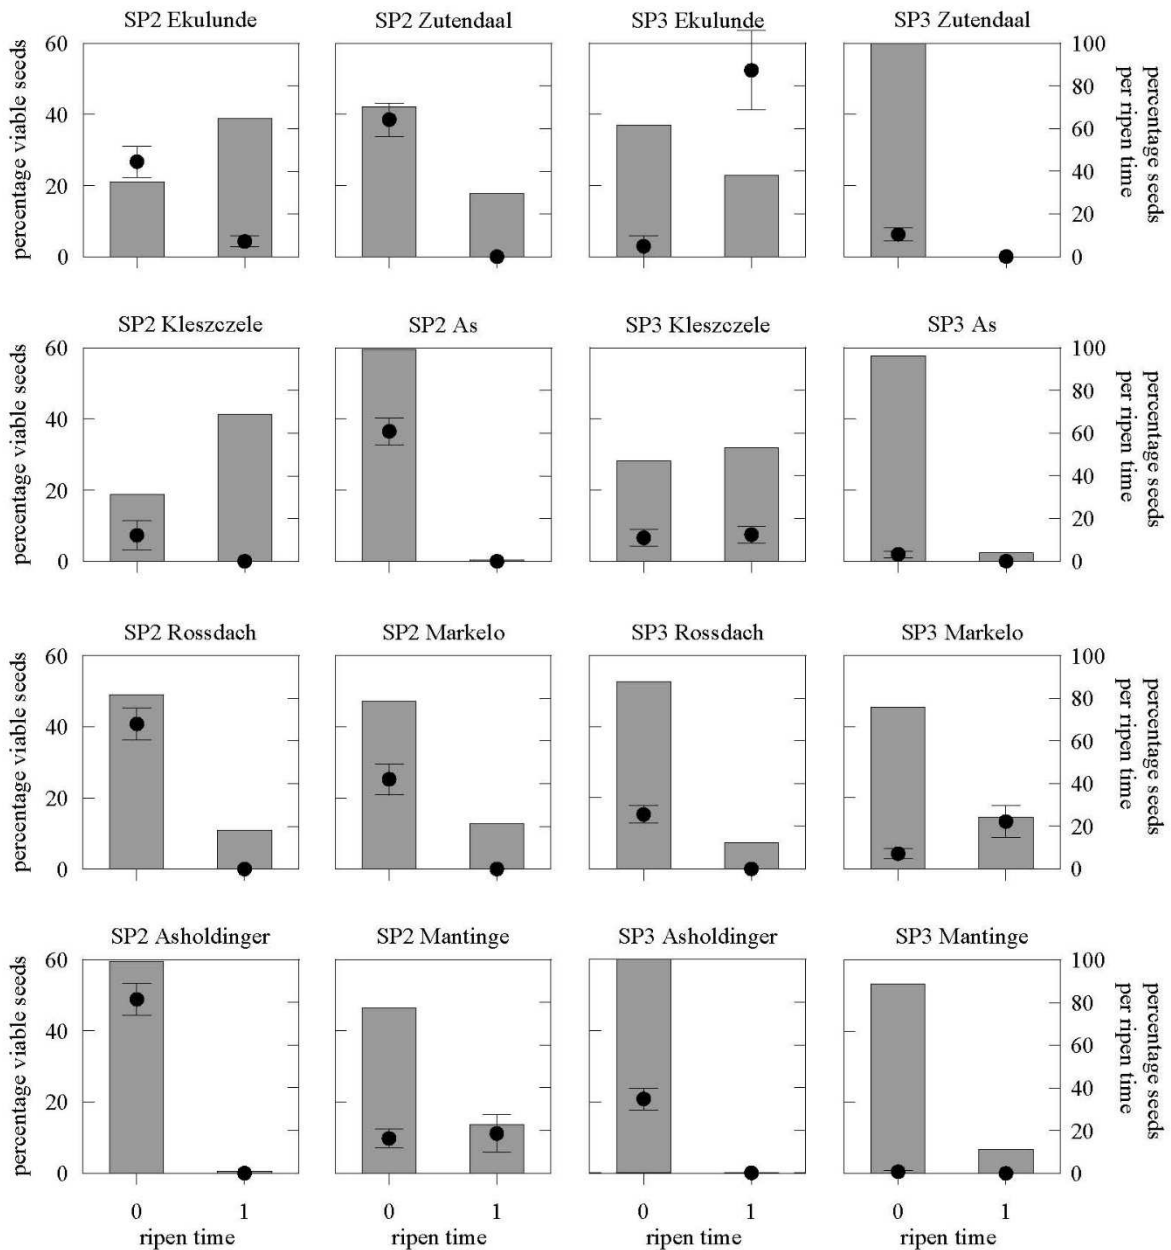 SP2 Ekulunde SP2 Zutendaal SP3 Ekulunde SP3 Zutendaal
percentage viable seeds
60
40
20
0
100
80
60
40
20
0
percentage seeds
per ripen time
SP2 Kleszczele SP2 As SP3 Kleszczele SP3 As
percentage viable seeds
60
40
20
0
100
80
60
40
20
0
percentage seeds
per ripen time
SP2 Rossdach SP2 Markelo SP3 Rossdach SP3 Markelo
percentage viable seeds
60
40
20
0
100
80
60
40
20
0
percentage seeds
per ripen time
SP2 Asholdinger SP2 Mantinge SP3 Asholdinger SP3 Mantinge
percentage viable seeds
60
40
20
0
100
80
60
40
20
0
percentage seeds
per ripen time
0 1 0 1 0 1 0 1
ripen time ripen time ripen time ripen time